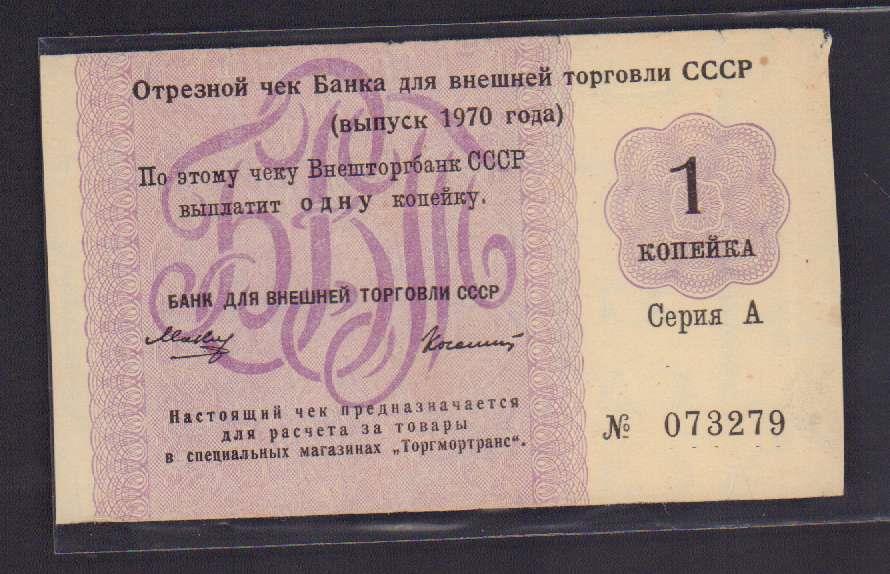 Отрезной чек Банка для внешней торговли СССР
(выпуск 1970 года)
По этому чеку Внешторгбанк СССР
выплатит одну копейку.
БАНК ДЛЯ ВНЕШНЕЙ ТОРГОВЛИ СССР
Настоящий чек предназначается
для расчета за товары
в специальных магазинах „Торгмортранс“.
1
КОПЕЙКА
Серия А
№ 073279